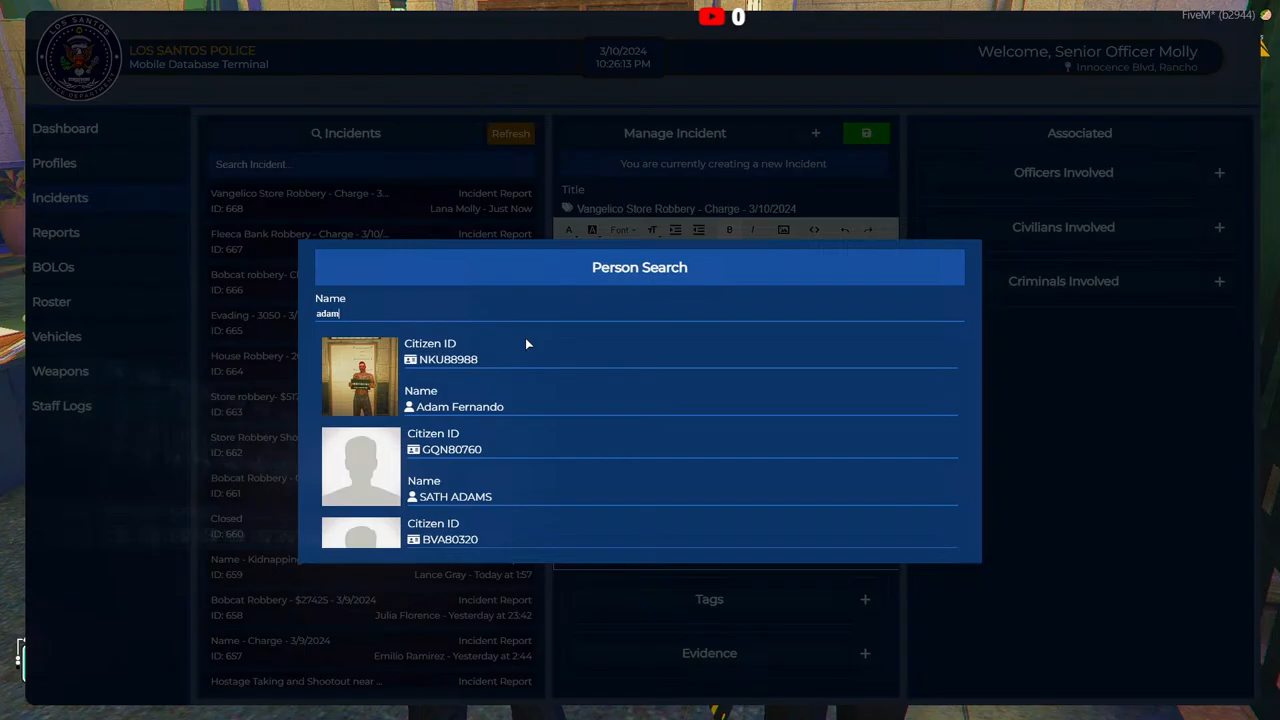 0
FiveM* (b2944)
LOS SANTOS POLICE
Mobile Database Terminal
3/10/2024
10:26:13 PM
Welcome, Senior Officer Molly
Innocence Blvd, Rancho
Dashboard
Profiles
Incidents
Reports
BOLOs
Roster
Vehicles
Weapons
Staff Logs
Incidents
Refresh
Search Incident...
Vangelico Store Robbery - Charge - 3...
Incident Report
ID: 668
Lana Molly - Just Now
Fleeca Bank Robbery - Charge - 3/10/...
Incident Report
ID: 667
Bobcat robbery- C
ID: 666
Evading - 3050 - 3/
ID: 665
House Robbery - 20
ID: 664
Store robbery- $517
ID: 663
Store Robbery Sho
ID: 662
Bobcat Robbery -
ID: 661
Closed
ID: 660
Name - Kidnapping
ID: 659
Lance Gray - Today at 1:57
Bobcat Robbery - $27425 - 3/9/2024
Incident Report
ID: 658
Julia Florence - Yesterday at 23:42
Name - Charge - 3/9/2024
Incident Report
ID: 657
Emilio Ramirez - Yesterday at 2:44
Hostage Taking and Shootout near ...
Incident Report
Manage Incident
You are currently creating a new Incident
Title
Vangelico Store Robbery - Charge - 3/10/2024
A
A
Font
B
I
Person Search
Name
adam
Citizen ID
NKU88988
Name
Adam Fernando
Citizen ID
GQN80760
Name
SATH ADAMS
Citizen ID
BVA80320
Tags
Evidence
Associated
Officers Involved
Civilians Involved
Criminals Involved